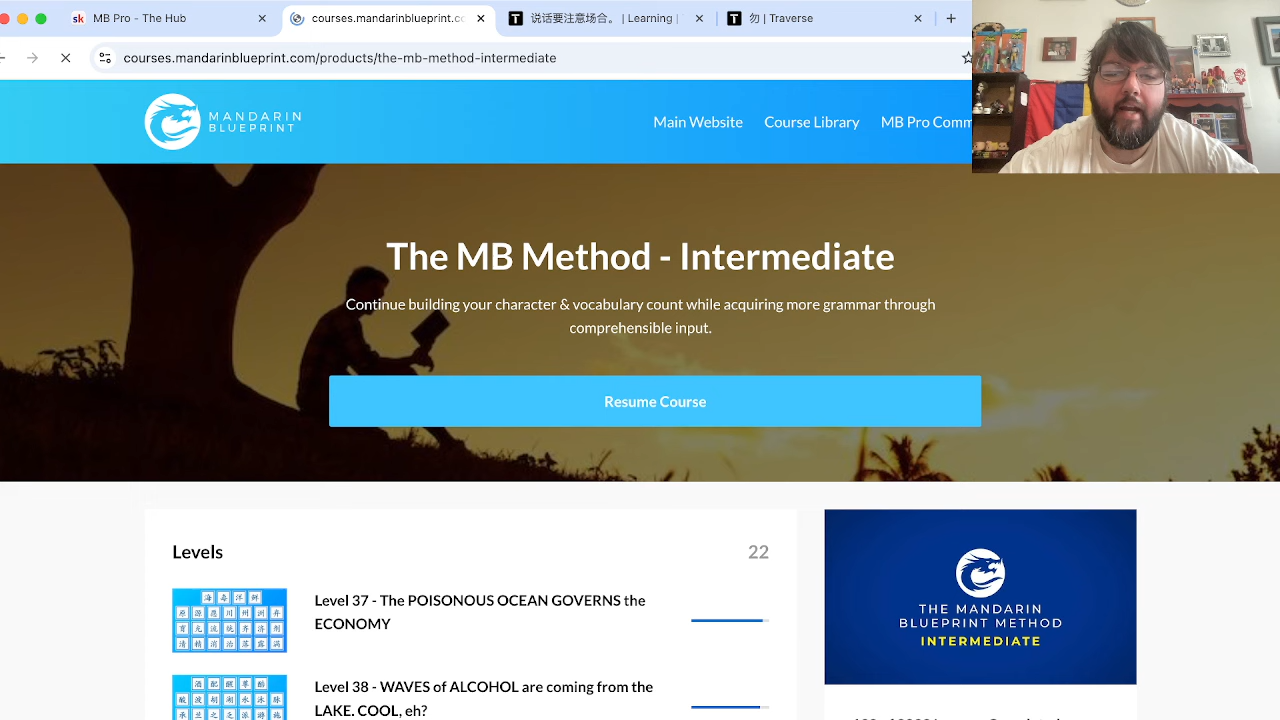 MB Pro - The Hub
courses.mandarinblueprint.co
说话要注意场合。 | Learning |
勿 | Traverse
courses.mandarinblueprint.com/products/the-mb-method-intermediate
MANDARIN
BLUEPRINT
Main Website
Course Library
MB Pro Comm
The MB Method - Intermediate
Continue building your character & vocabulary count while acquiring more grammar through
comprehensible input.
Resume Course
Levels
22
Level 37 - The POISONOUS OCEAN GOVERNS the
ECONOMY
Level 38 - WAVES of ALCOHOL are coming from the
LAKE. COOL, eh?
THE MANDARIN
BLUEPRINT METHOD
INTERMEDIATE